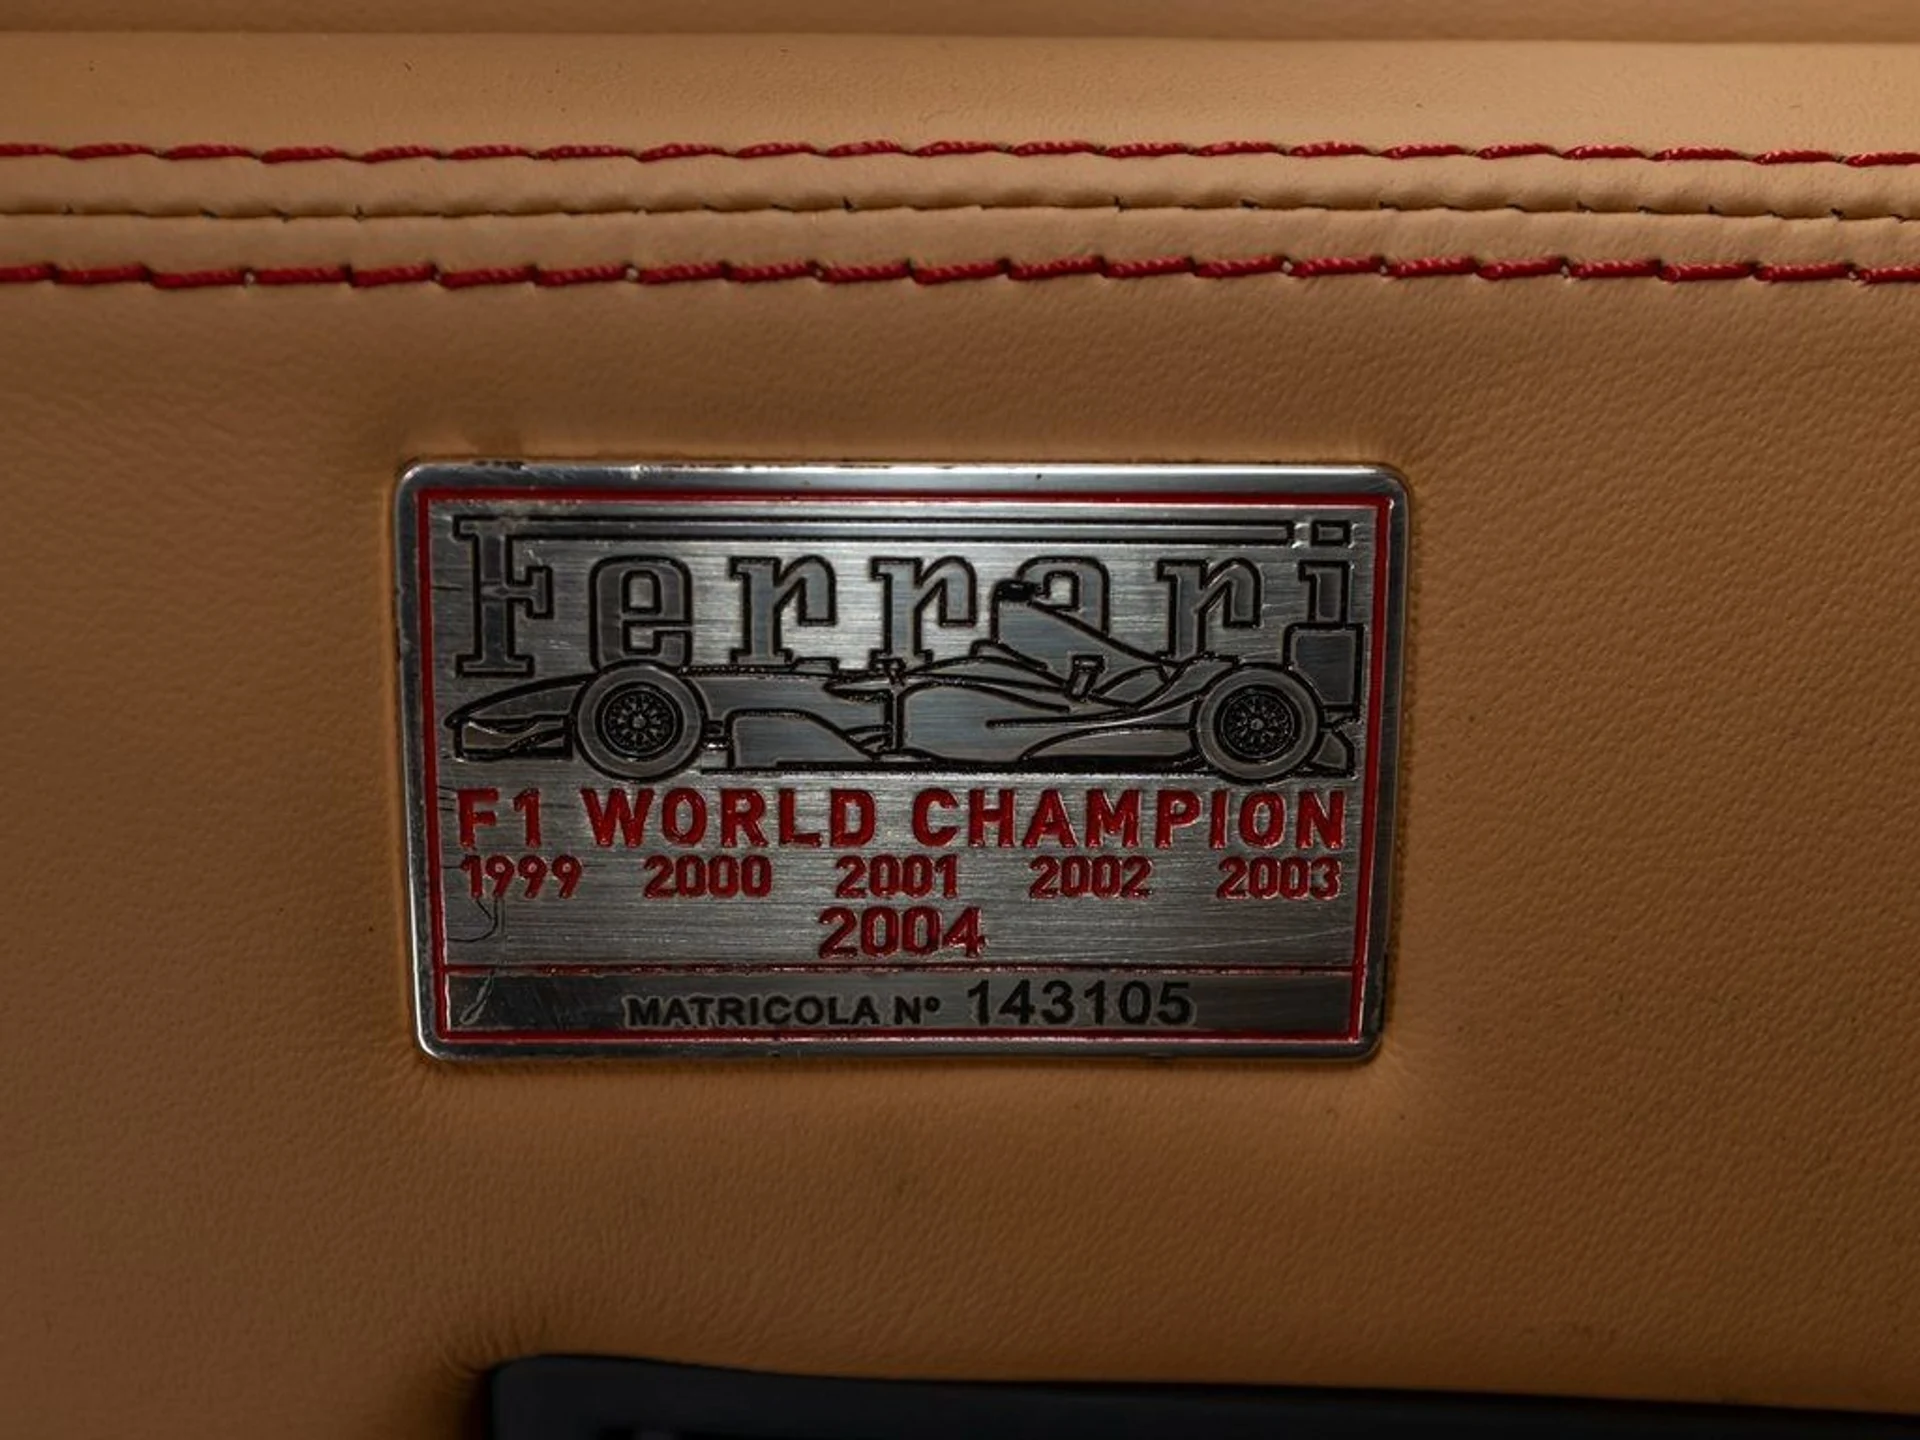 Ferrari
F1 WORLD CHAMPION
1999 2000 2001 2002 2003
2004
MATRICOLA Nº 143105